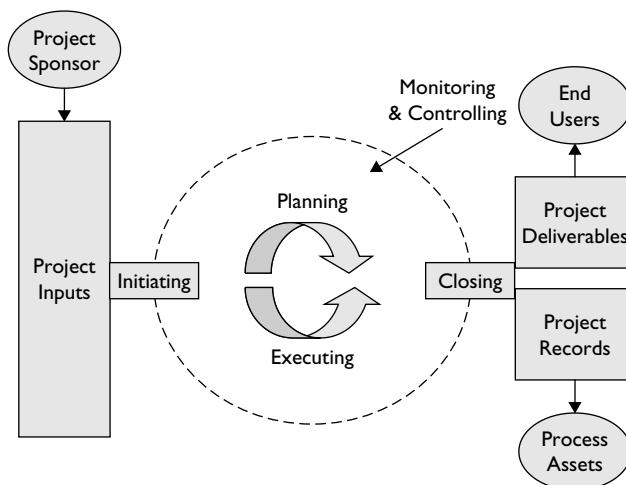 Project
Sponsor
Monitoring
& Controlling
End
Users
Planning
Project
Deliverables
Project
Inputs
Initiating
Closing
Executing
Project
Records
Process
Assets